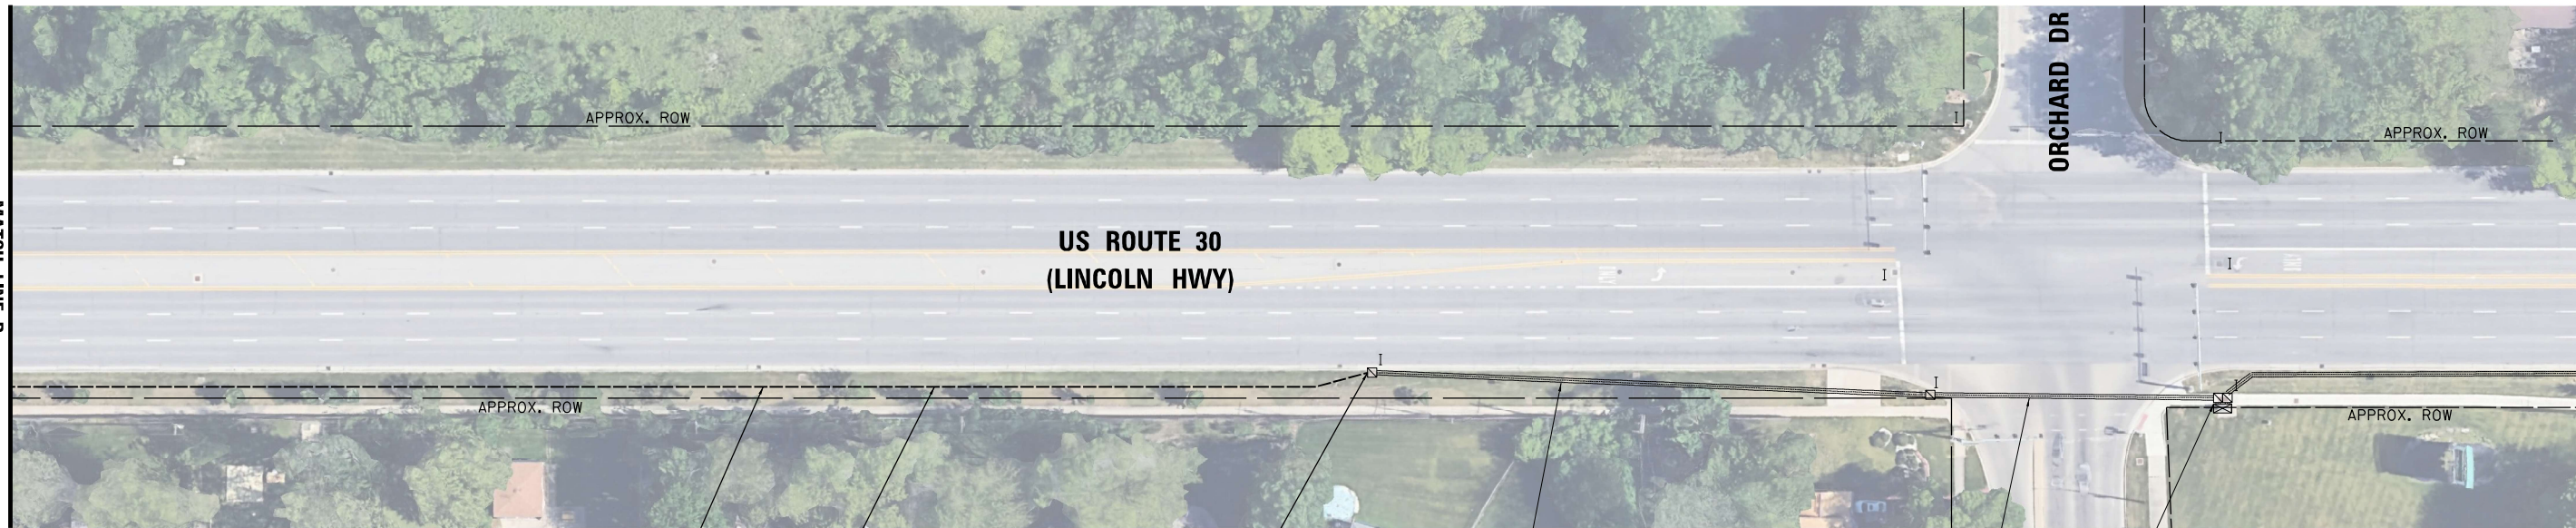 APPROX. ROW
ORCHARD DR
APPROX. ROW
US ROUTE 30
(LINCOLN HWY)
APPROX. ROW
APPROX. ROW